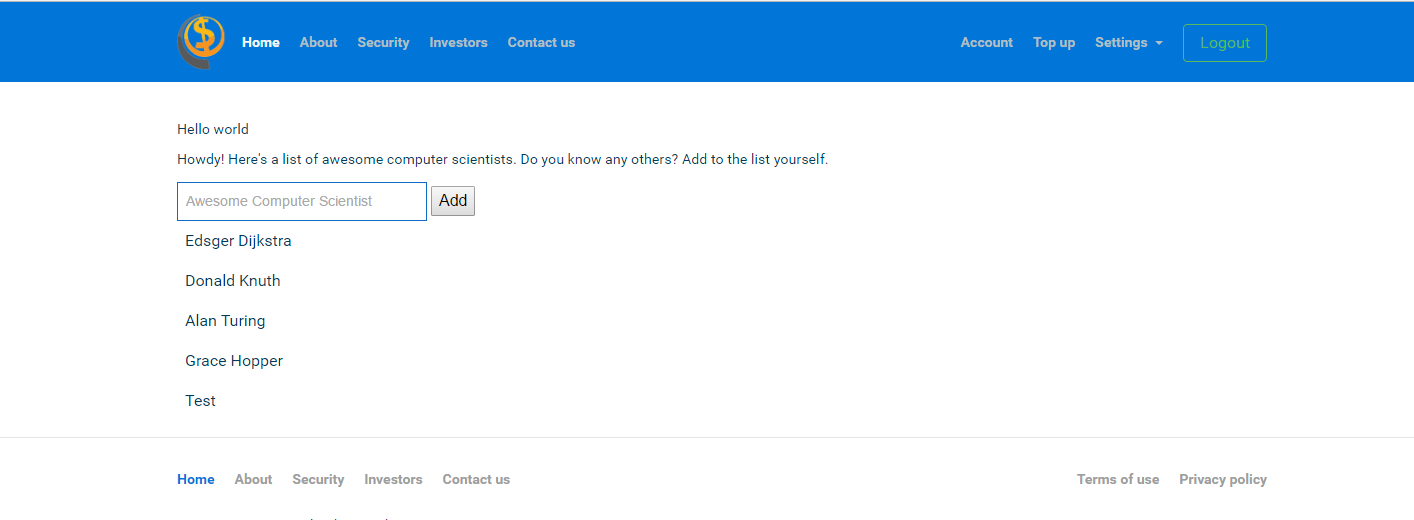 $ Home About Security Investors Contact us Account Top up Settings Logout
Hello world
Howdy! Here's a list of awesome computer scientists. Do you know any others? Add to the list yourself.
Awesome Computer Scientist Add
Edsger Dijkstra
Donald Knuth
Alan Turing
Grace Hopper
Test
Home About Security Investors Contact us Terms of use Privacy policy